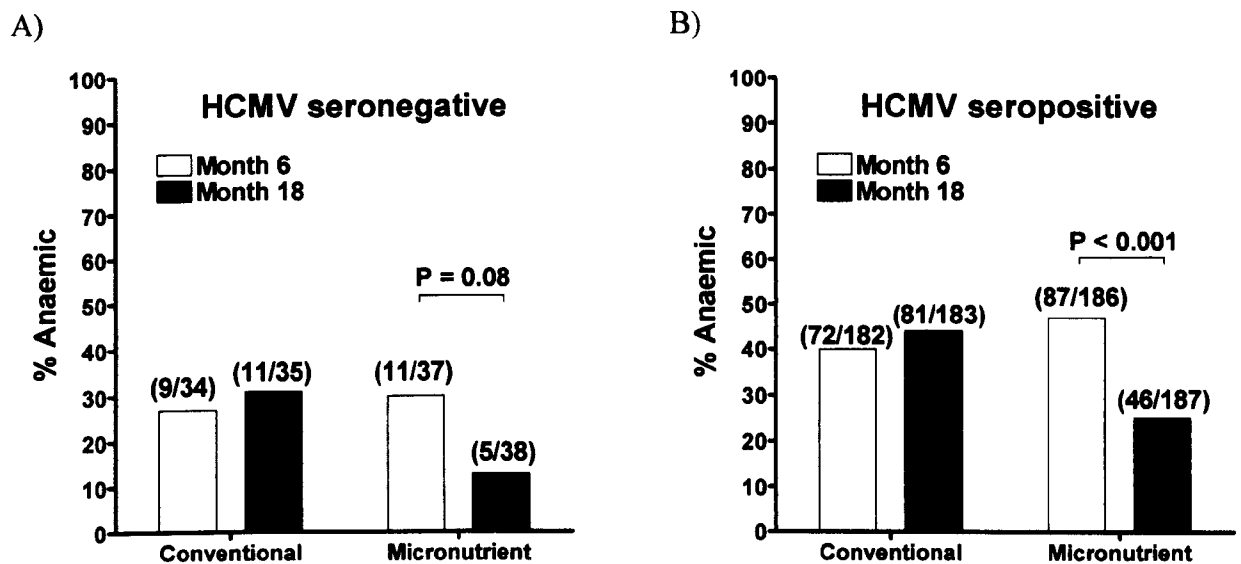 A)
HCMV seronegative
Month 6
Month 18
% Anaemic
100
90
80
70
60
50
40
30
20
10
0
P = 0.08
(9/34)
(11/35)
(11/37)
(5/38)
Conventional
Micronutrient
B)
HCMV seropositive
Month 6
Month 18
% Anaemic
100
90
80
70
60
50
40
30
20
10
0
P < 0.001
(72/182)
(81/183)
(87/186)
(46/187)
Conventional
Micronutrient